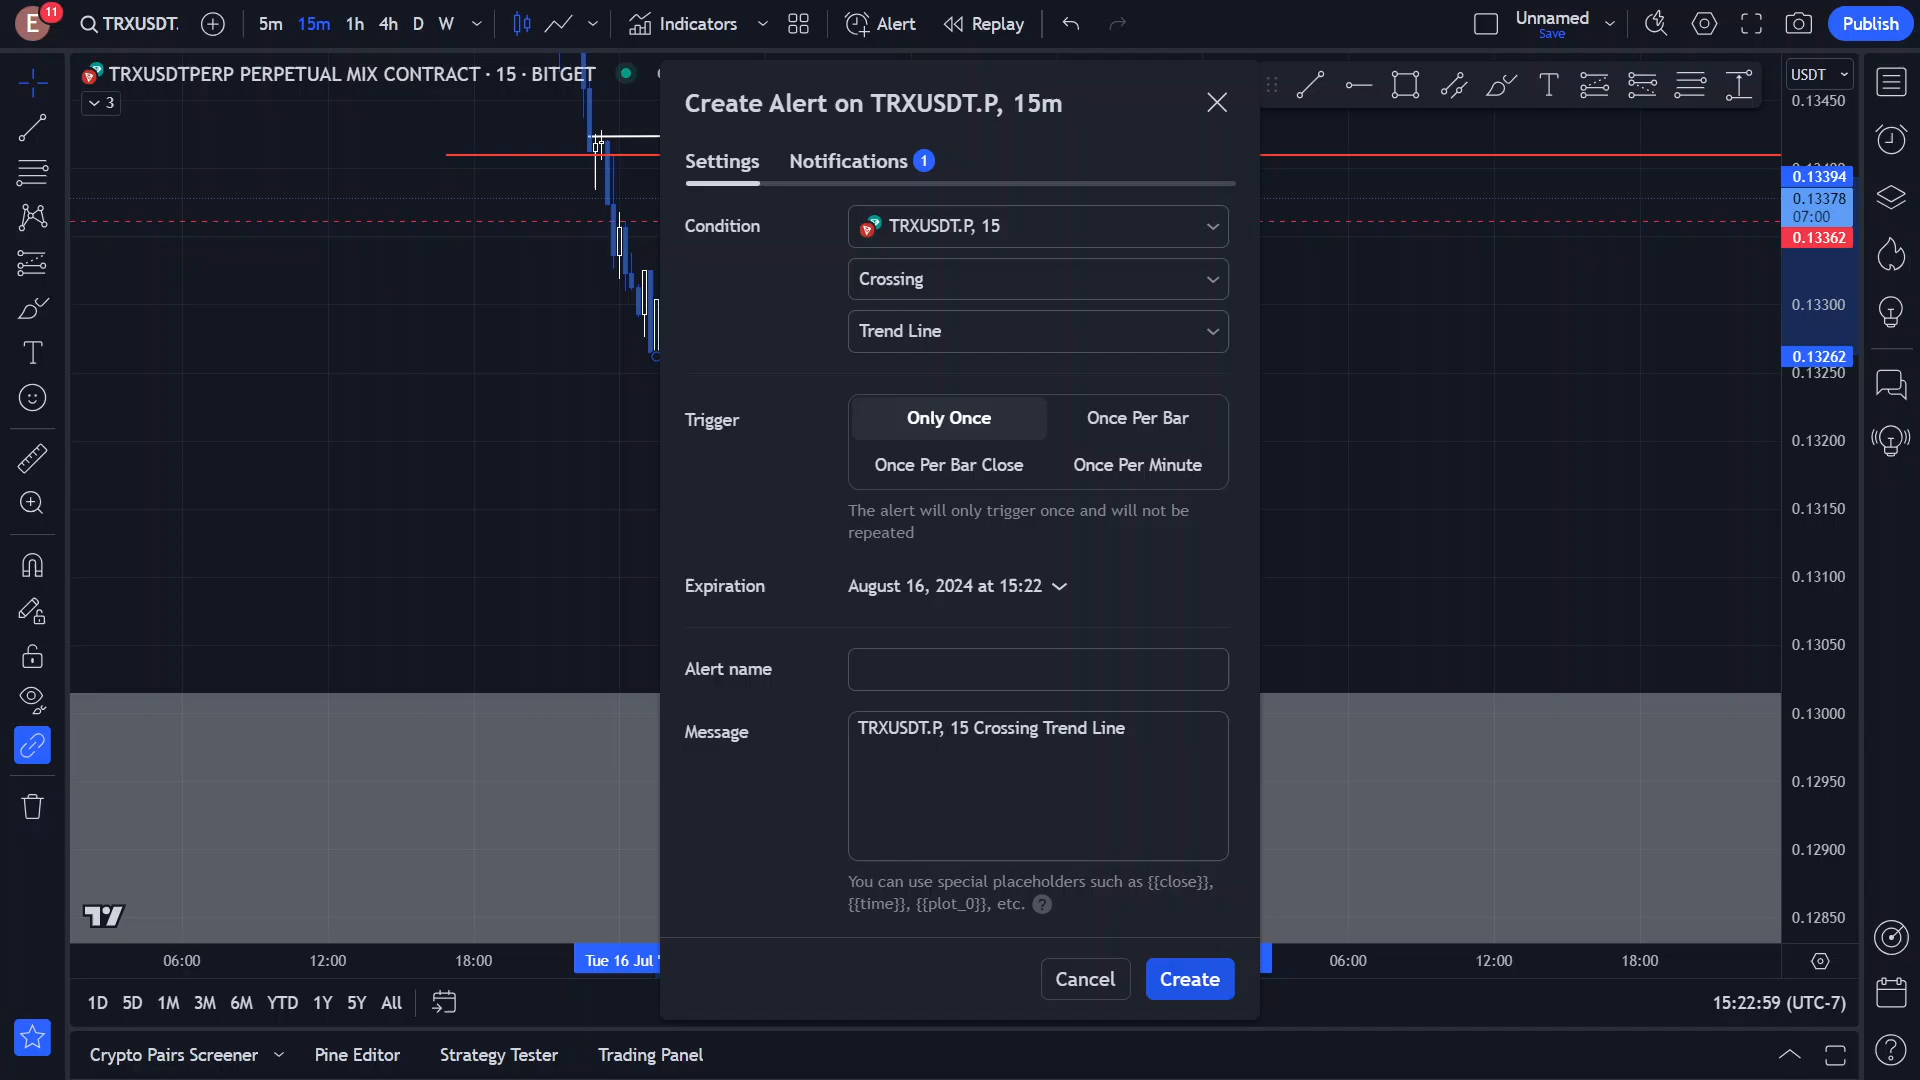 E
11
TRXUSDT.
5m 15m 1h 4h D W
Indicators
Alert
Replay
Unnamed
Save
Publish
TRXUSDTPERP PERPETUAL MIX CONTRACT · 15 · BITGET
3
Create Alert on TRXUSDT.P, 15m
Settings
Notifications 1
Condition
TRXUSDT.P, 15
Crossing
Trend Line
Trigger
Only Once
Once Per Bar
Once Per Bar Close
Once Per Minute
The alert will only trigger once and will not be
repeated
Expiration
August 16, 2024 at 15:22
Alert name
Message
TRXUSDT.P, 15 Crossing Trend Line
You can use special placeholders such as {{close}},
{{time}}, {{plot_0}}, etc. ?
Cancel
Create
USDT
0.13450
0.13394
0.13378
07:00
0.13362
0.13300
0.13262
0.13250
0.13200
0.13150
0.13100
0.13050
0.13000
0.12950
0.12900
0.12850
06:00
12:00
18:00
Tue 16 Jul
06:00
12:00
18:00
1D 5D 1M 3M 6M YTD 1Y 5Y All
15:22:59 (UTC-7)
Crypto Pairs Screener
Pine Editor
Strategy Tester
Trading Panel